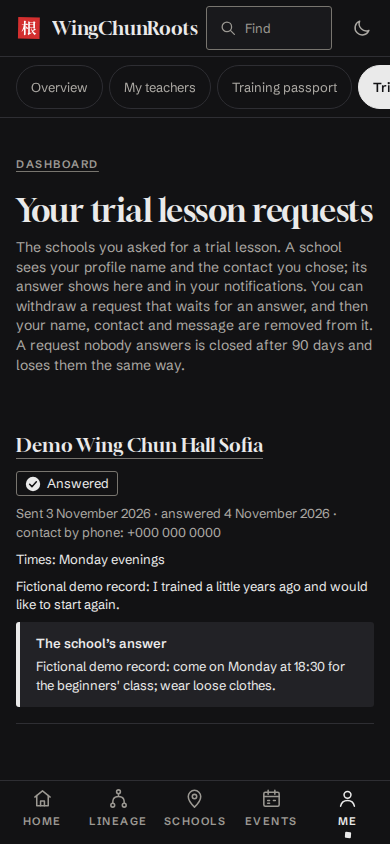 根 WingChunRoots
Find
Overview
My teachers
Training passport
Tri
DASHBOARD
Your trial lesson requests
The schools you asked for a trial lesson. A school
sees your profile name and the contact you chose; its
answer shows here and in your notifications. You can
withdraw a request that waits for an answer, and then
your name, contact and message are removed from it.
A request nobody answers is closed after 90 days and
loses them the same way.
Demo Wing Chun Hall Sofia
Answered
Sent 3 November 2026 · answered 4 November 2026 ·
contact by phone: +000 000 0000
Times: Monday evenings
Fictional demo record: I trained a little years ago and would
like to start again.
The school’s answer
Fictional demo record: come on Monday at 18:30 for
the beginners' class; wear loose clothes.
HOME
LINEAGE
SCHOOLS
EVENTS
ME